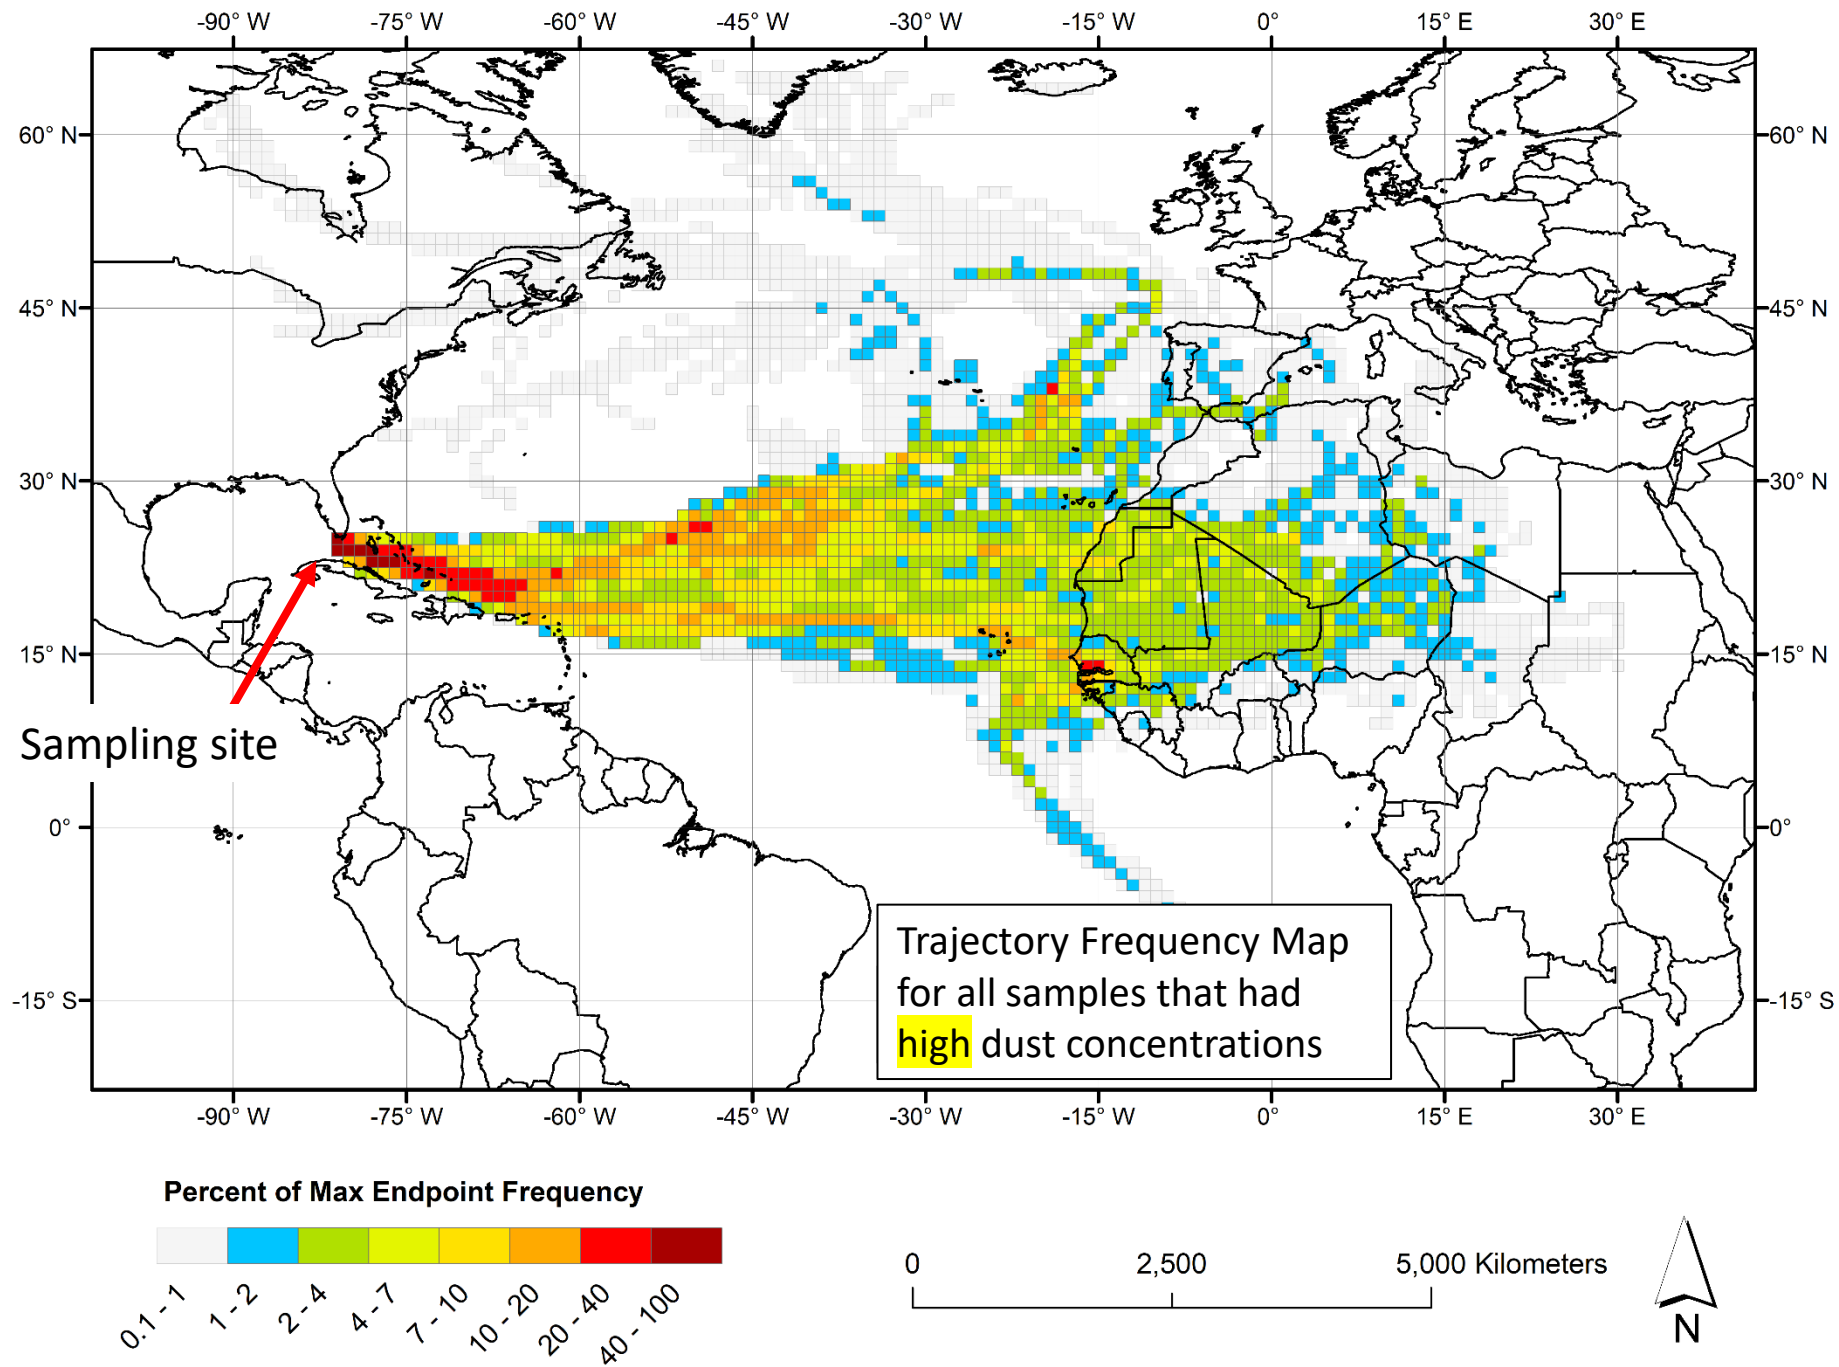 -90° W -75° W -60° W -45° W -30° W -15° W 0° 15° E 30° E
60° N 60° N
45° N 45° N
30° N 30° N
15° N 15° N
Sampling site
0° 0°
Trajectory Frequency Map
for all samples that had
high dust concentrations
-15° S -15° S
-90° W -75° W -60° W -45° W -30° W -15° W 0° 15° E 30° E
Percent of Max Endpoint Frequency
0.1 - 1 1 - 2 2 - 4 4 - 7 7 - 10 10 - 20 20 - 40 40 - 100
0 2,500 5,000 Kilometers
N